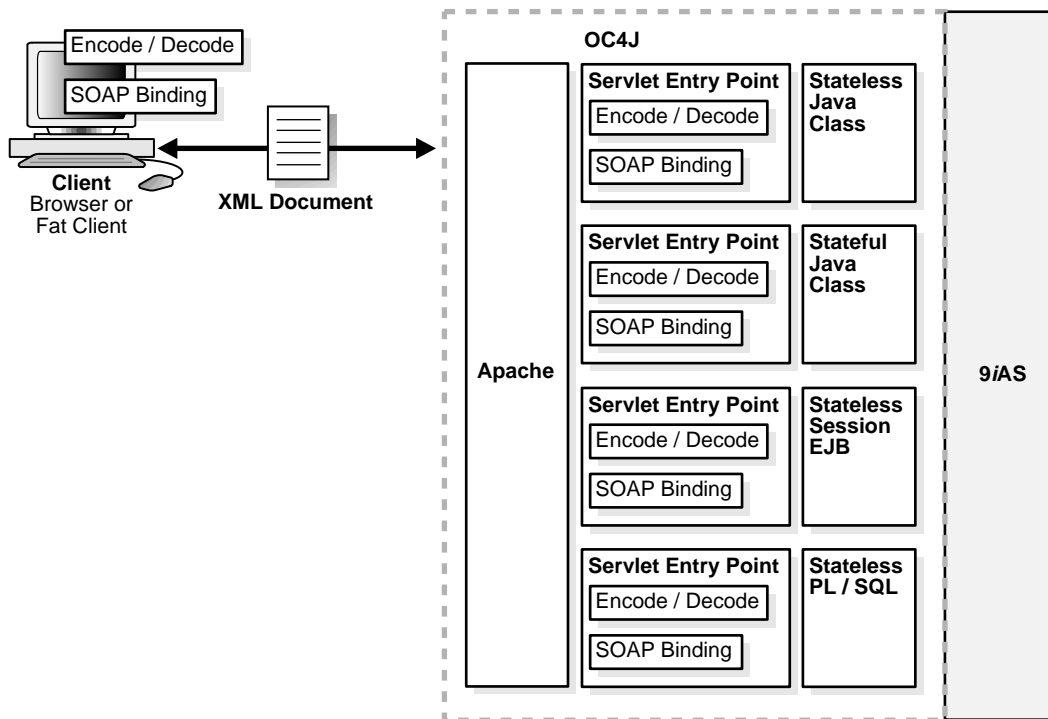 Encode / Decode
SOAP Binding
Client
Browser or
Fat Client
XML Document
OC4J
Apache
Servlet Entry Point
Encode / Decode
SOAP Binding
Stateless
Java
Class
Servlet Entry Point
Encode / Decode
SOAP Binding
Stateful
Java
Class
Servlet Entry Point
Encode / Decode
SOAP Binding
Stateless
Session
EJB
Servlet Entry Point
Encode / Decode
SOAP Binding
Stateless
PL / SQL
9iAS